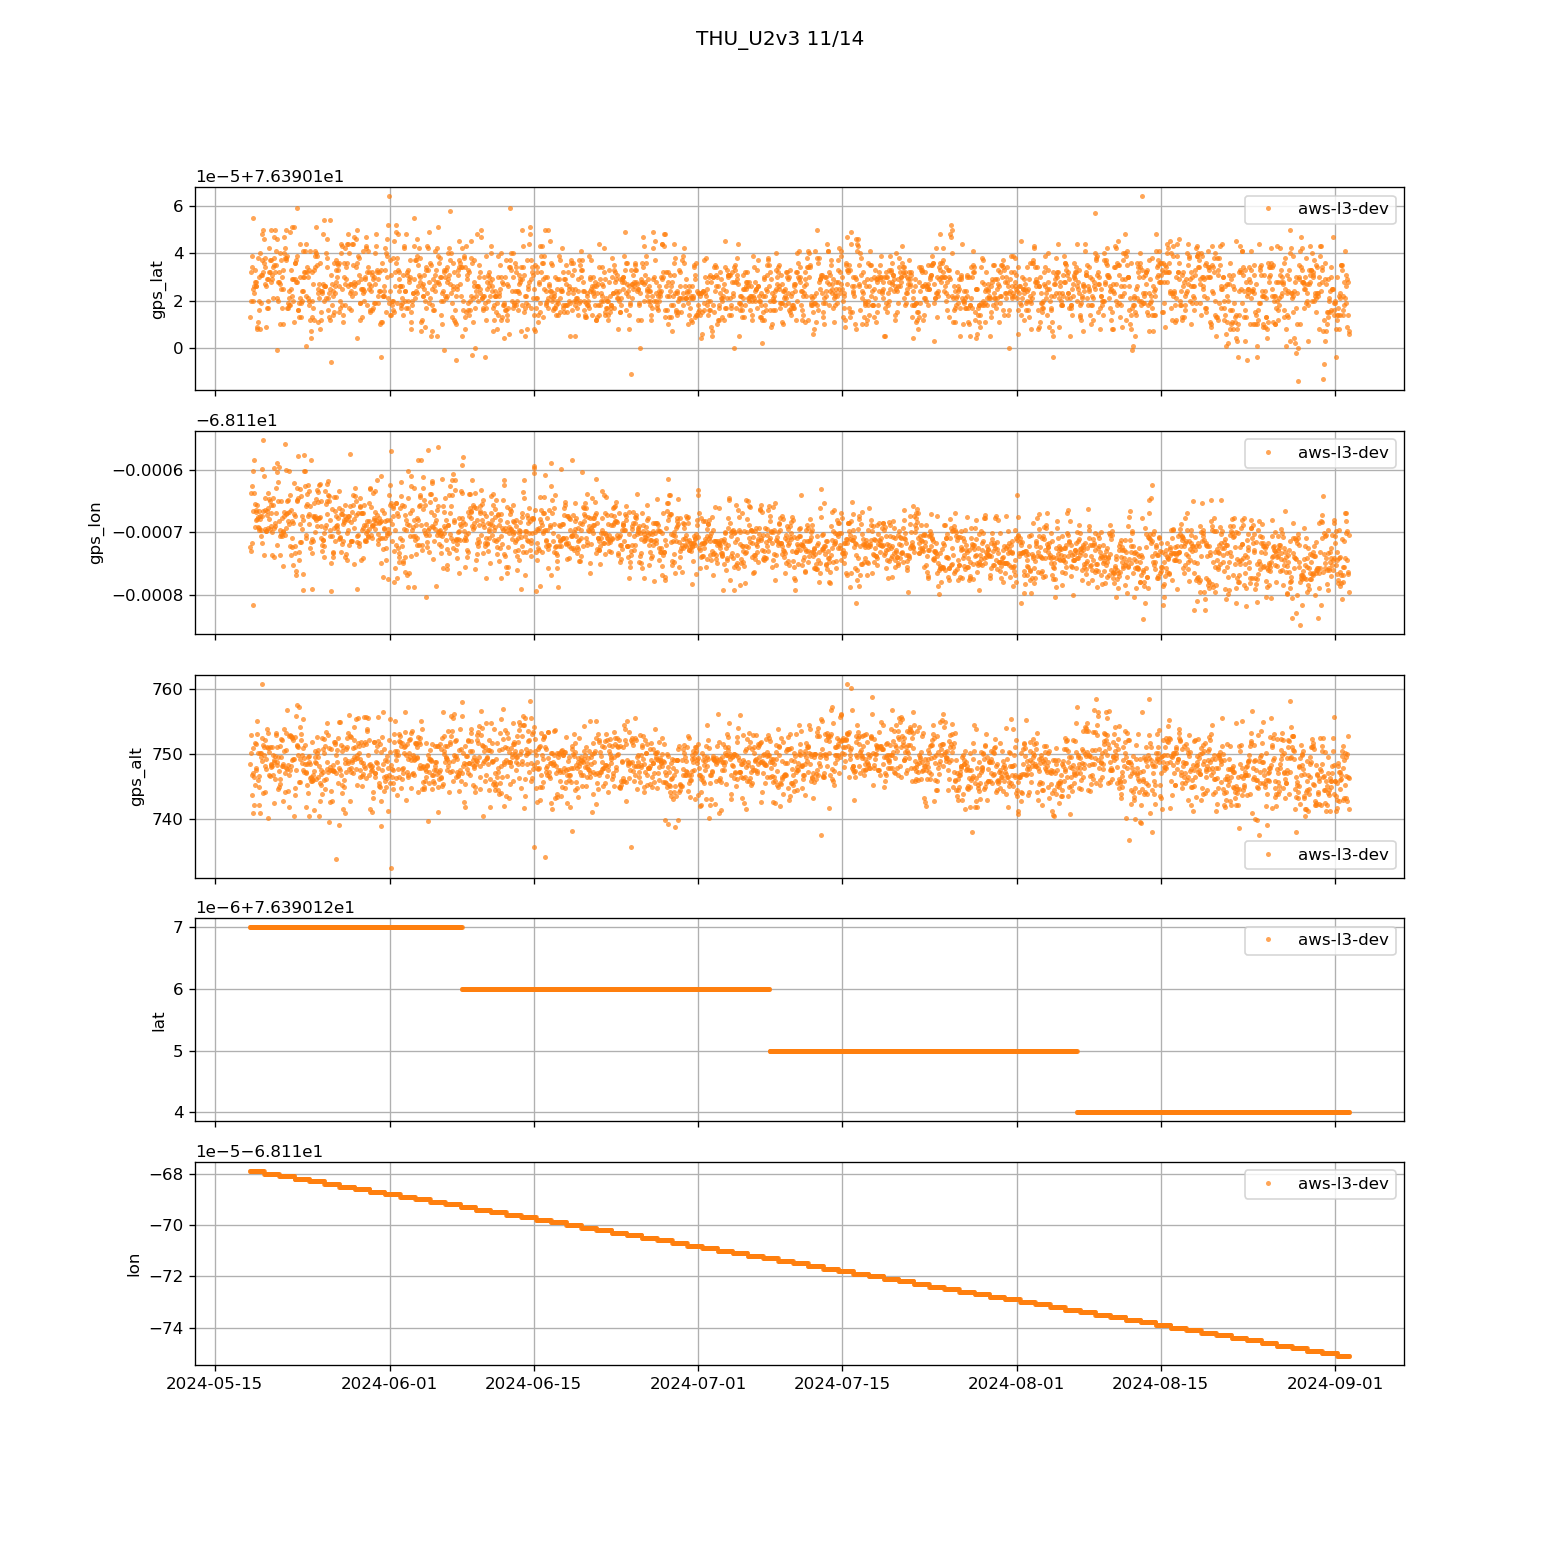 THU_U2v3 11/14
1e−5+7.63901e1
6
4
2
0
gps_lat
aws-l3-dev
−6.811e1
−0.0006
−0.0007
−0.0008
gps_lon
aws-l3-dev
760
750
740
gps_alt
aws-l3-dev
1e−6+7.639012e1
7
6
5
4
lat
aws-l3-dev
1e−5−6.811e1
−68
−70
−72
−74
lon
aws-l3-dev
2024-05-15 2024-06-01 2024-06-15 2024-07-01 2024-07-15 2024-08-01 2024-08-15 2024-09-01